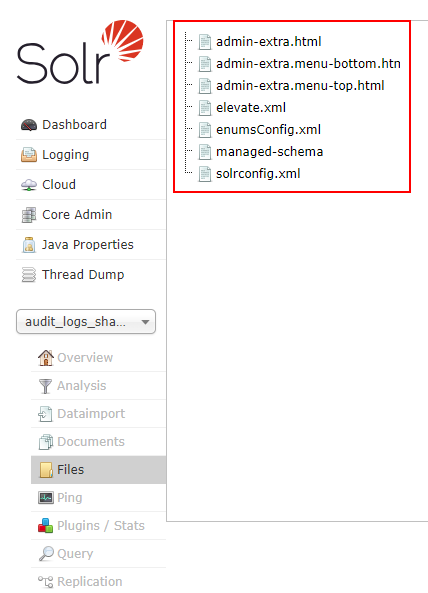 Solr
Dashboard
Logging
Cloud
Core Admin
Java Properties
Thread Dump
audit_logs_sha...
Overview
Analysis
Dataimport
Documents
Files
Ping
Plugins / Stats
Query
Replication
admin-extra.html
admin-extra.menu-bottom.htn
admin-extra.menu-top.html
elevate.xml
enumsConfig.xml
managed-schema
solrconfig.xml